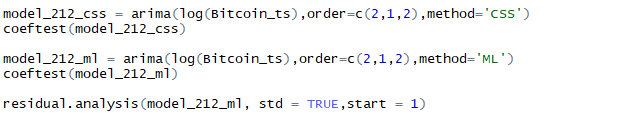 model_212_css = arima(log(Bitcoin_ts),order=c(2,1,2),method='CSS')
coeftest(model_212_css)
model_212_ml = arima(log(Bitcoin_ts),order=c(2,1,2),method='ML')
coeftest(model_212_ml)
residual.analysis(model_212_ml, std = TRUE,start = 1)